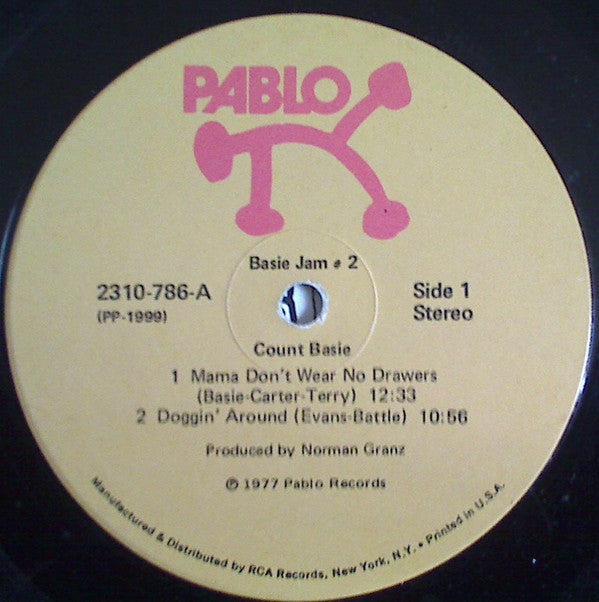 PABLO
Basie Jam # 2
2310-786-A
(PP-1999)
Side 1
Stereo
Count Basie
1 Mama Don't Wear No Drawers
(Basie-Carter-Terry) 12:33
2 Doggin' Around (Evans-Battle) 10:56
Produced by Norman Granz
℗ 1977 Pablo Records
Manufactured & Distributed by RCA Records, New York, N.Y. • Printed in U.S.A.